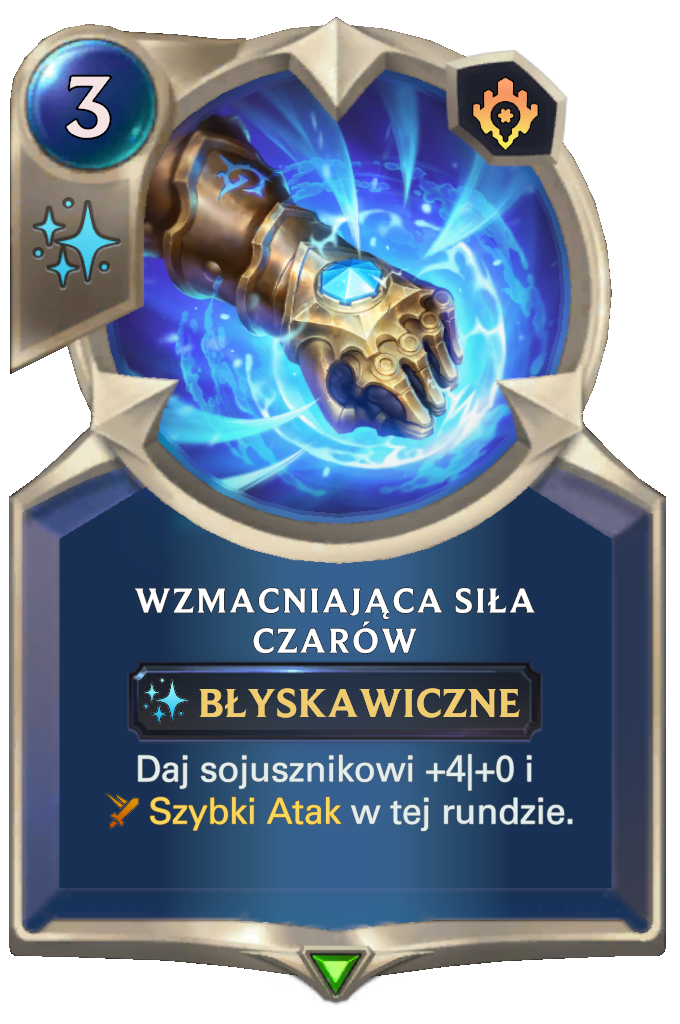 3
WZMACNIAJĄCA SIŁA
CZARÓW
BŁYSKAWICZNE
Daj sojusznikowi +4|+0 i
Szybki Atak w tej rundzie.